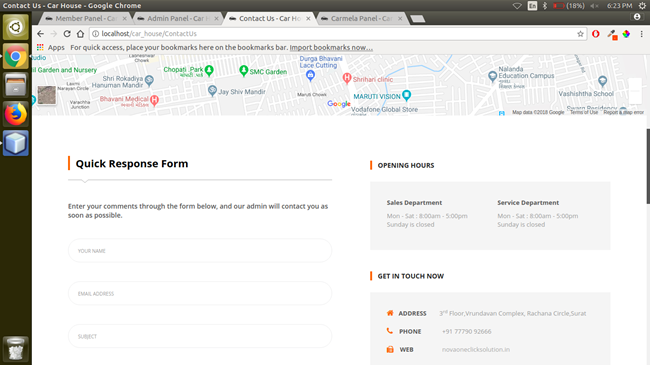 Contact Us - Car House - Google Chrome
En
(18%)
6:23 PM
Member Panel - Ca
Admin Panel - Car H
Contact Us - Car Ho
Carmela Panel - Car
localhost/car_house/ContactUs
Apps
For quick access, place your bookmarks here on the bookmarks bar. Import bookmarks now...
Garden and Nursery
Shri Rokadiya
Hanuman Mandir
Chopati Park
SMC Garden
Durga Bhavani
Lace Cutting
Shrihari clinic
Nalanda
Education Campus
Vashishtha School
Varachha
Junction
Bhavani Medical
Jay Shiv Mandir
Maruti Chowk
MARUTI VISION
Vodafone Global Store
Google
Map data ©2018 Google
Terms of Use
Report a map error
Quick Response Form
Enter your comments through the form below, and our admin will contact you as
soon as possible.
YOUR NAME
EMAIL ADDRESS
SUBJECT
OPENING HOURS
Sales Department
Service Department
Mon - Sat : 8:00am - 5:00pm
Mon - Sat : 8:00am - 5:00pm
Sunday is closed
Sunday is closed
GET IN TOUCH NOW
ADDRESS 3rd Floor,Vrundavan Complex, Rachana Circle,Surat
PHONE +91 77790 92666
WEB novaoneclicksolution.in